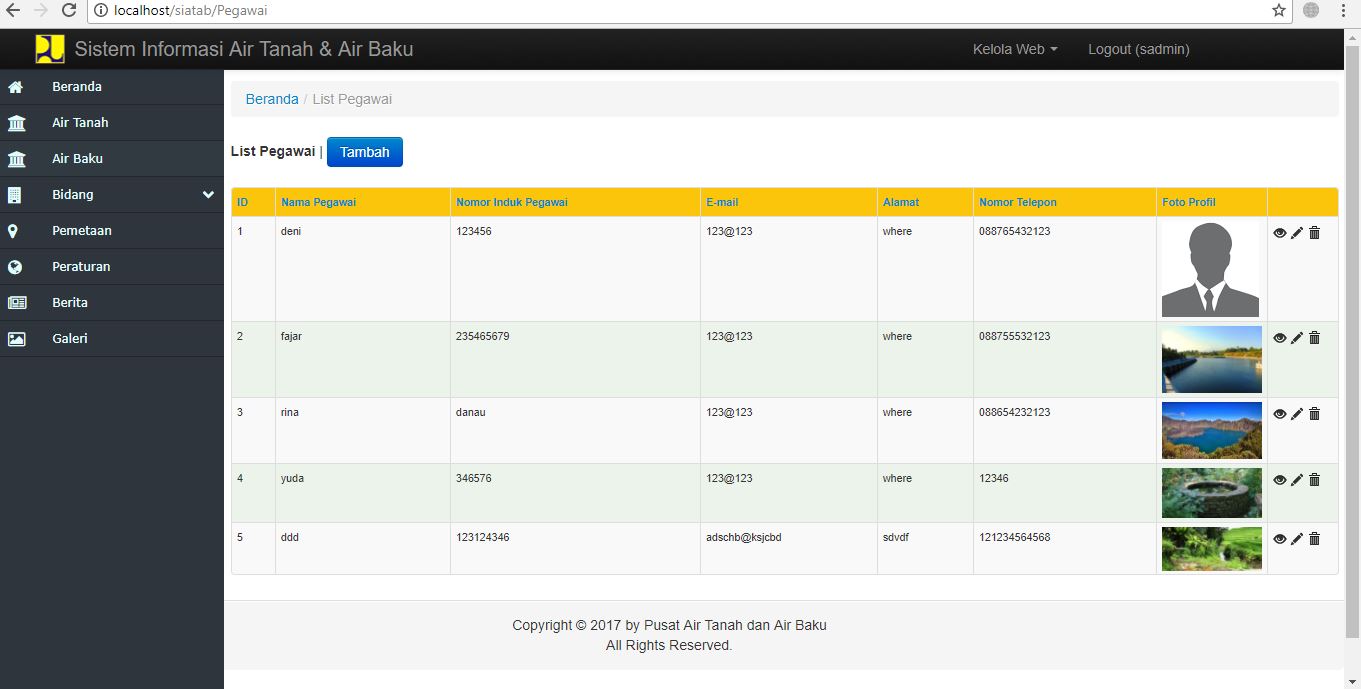 localhost/siatab/Pegawai
Sistem Informasi Air Tanah & Air Baku Kelola Web Logout (sadmin)
Beranda
Air Tanah
Air Baku
Bidang
Pemetaan
Peraturan
Berita
Galeri
Beranda / List Pegawai
List Pegawai | Tambah
ID Nama Pegawai Nomor Induk Pegawai E-mail Alamat Nomor Telepon Foto Profil
1 deni 123456 123@123 where 088765432123
2 fajar 235465679 123@123 where 088755532123
3 rina danau 123@123 where 088654232123
4 yuda 346576 123@123 where 12346
5 ddd 123124346 adschb@ksjcbd sdvdf 121234564568
Copyright © 2017 by Pusat Air Tanah dan Air Baku
All Rights Reserved.